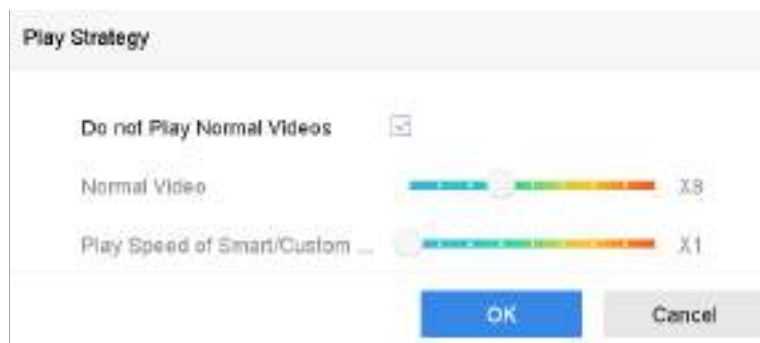 Play Strategy
Do not Play Normal Videos
Normal Video X8
Play Speed of Smart/Custom ... X1
OK Cancel